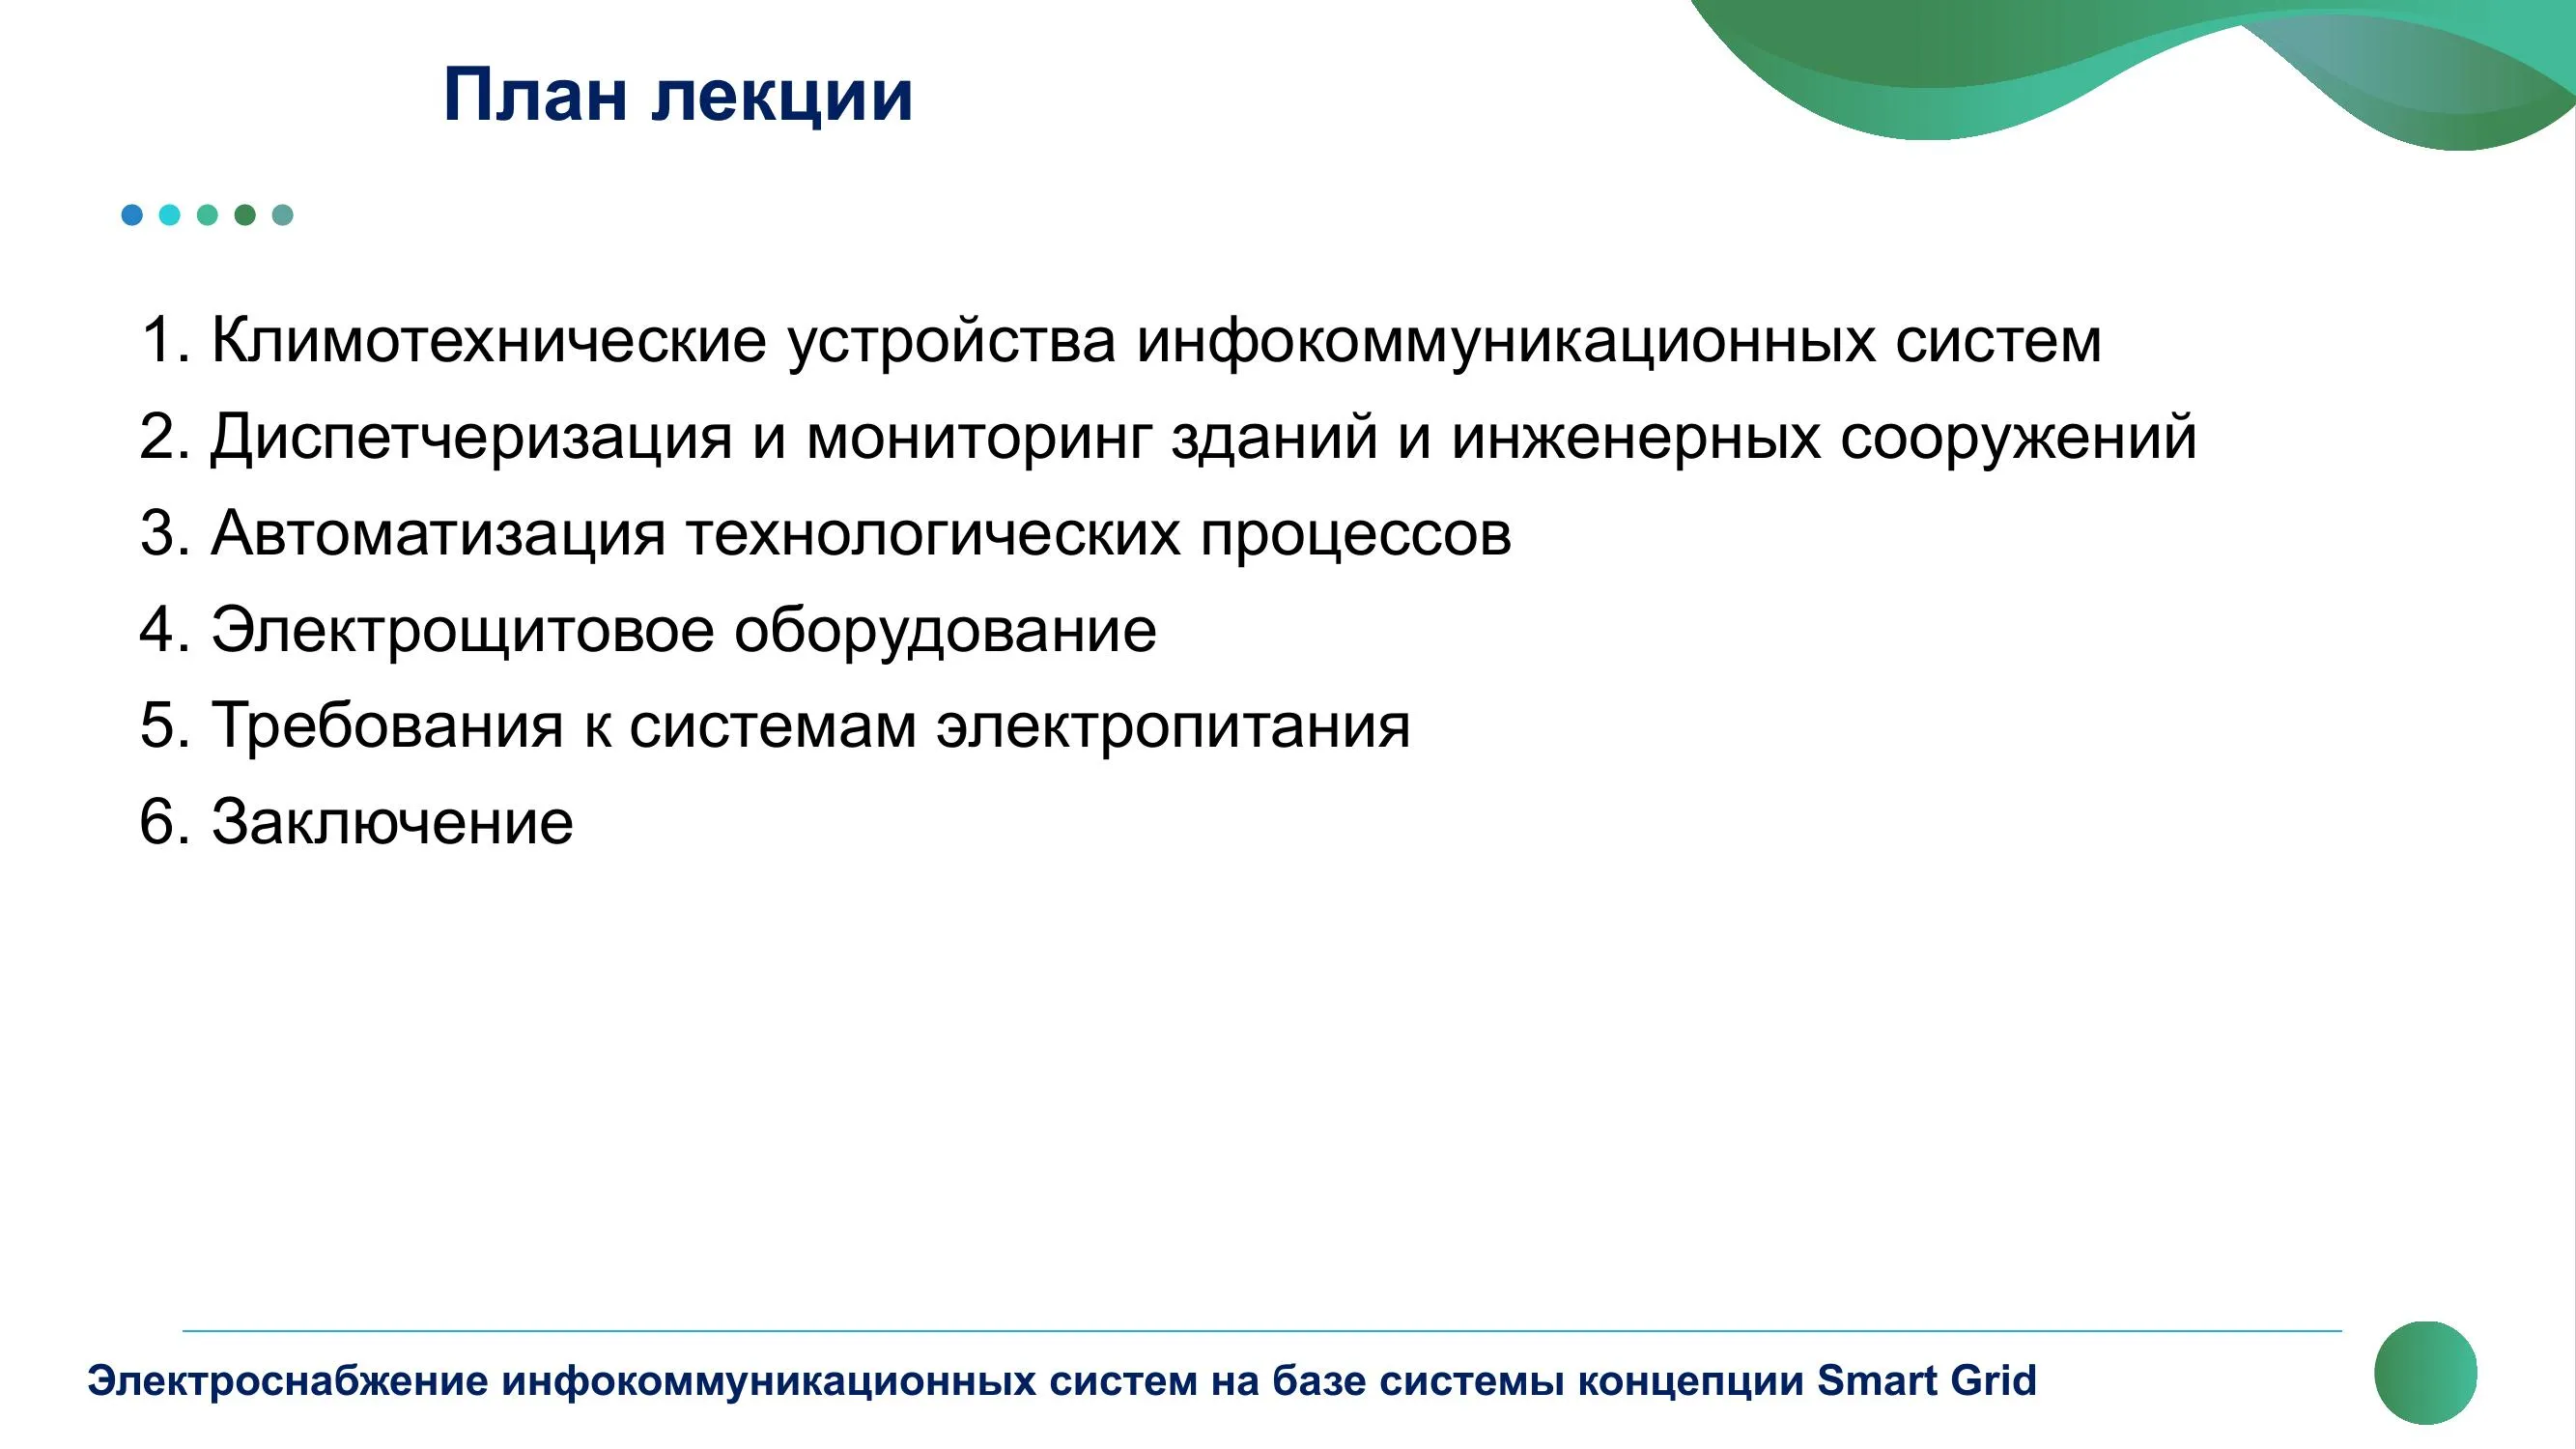 План лекции
1. Климотехнические устройства инфокоммуникационных систем
2. Диспетчеризация и мониторинг зданий и инженерных сооружений
3. Автоматизация технологических процессов
4. Электрощитовое оборудование
5. Требования к системам электропитания
6. Заключение
Электроснабжение инфокоммуникационных систем на базе системы концепции Smart Grid